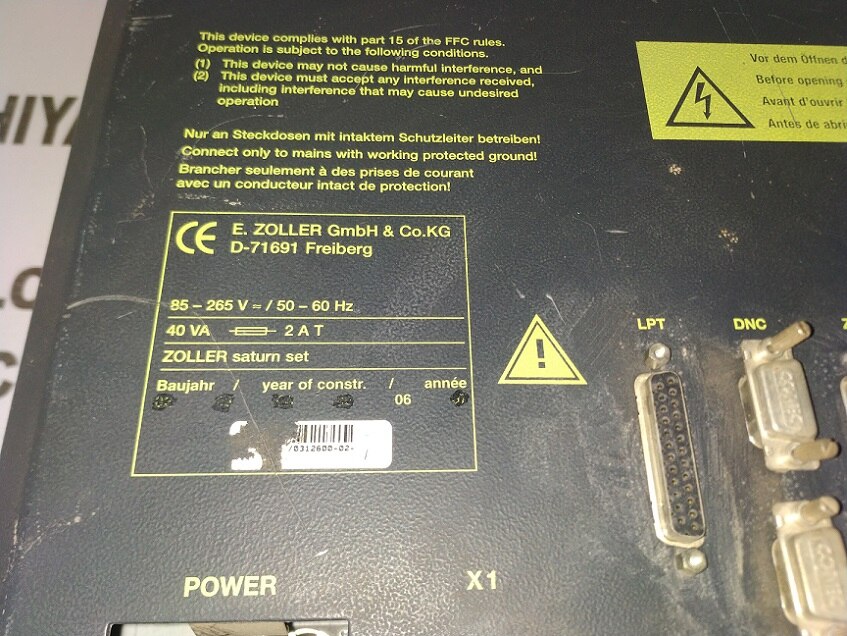 This device complies with part 15 of the FFC rules.
Operation is subject to the following conditions.
(1) This device may not cause harmful interference, and
(2) This device must accept any interference received,
including interference that may cause undesired
operation
Vor dem Öffnen
Before opening
Avant d'ouvrir
Antes de
Nur an Steckdosen mit intaktem Schutzleiter betreiben!
Connect only to mains with working protected ground!
Brancher seulement à des prises de courant
avec un conducteur intact de protection!
CE E. ZOLLER GmbH & Co.KG
D-71691 Freiberg
85 – 265 V ≂ / 50 – 60 Hz
40 VA 2 A T
ZOLLER saturn set
Baujahr / year of constr. / année
06
/0312600-02-
!
LPT
DNC
POWER
X1